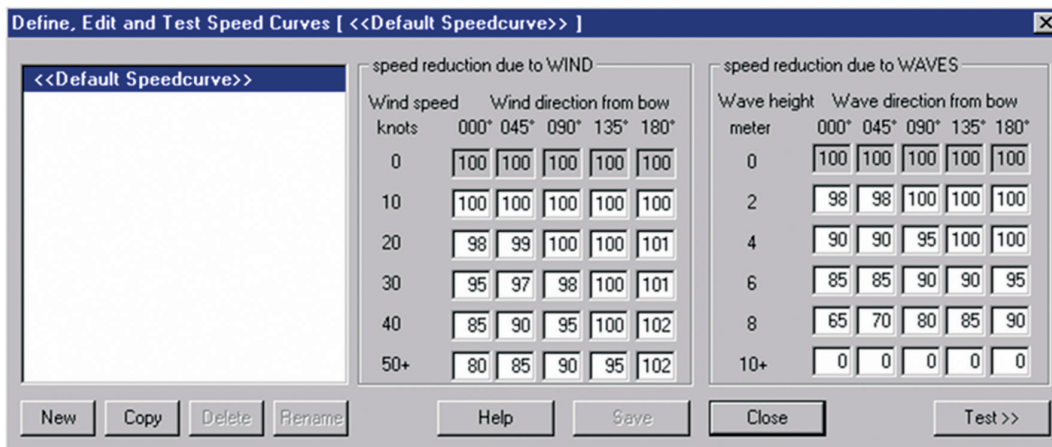 Define, Edit and Test Speed Curves [ <<Default Speedcurve>> ]
<<Default Speedcurve>>
speed reduction due to WIND
Wind speed Wind direction from bow
knots 000° 045° 090° 135° 180°
0 100 100 100 100 100
10 100 100 100 100 100
20 98 99 100 100 101
30 95 97 98 100 101
40 85 90 95 100 102
50+ 80 85 90 95 102
speed reduction due to WAVES
Wave height Wave direction from bow
meter 000° 045° 090° 135° 180°
0 100 100 100 100 100
2 98 98 100 100 100
4 90 90 95 100 100
6 85 85 90 90 95
8 65 70 80 85 90
10+ 0 0 0 0 0
New Copy Delete Rename Help Save Close Test >>